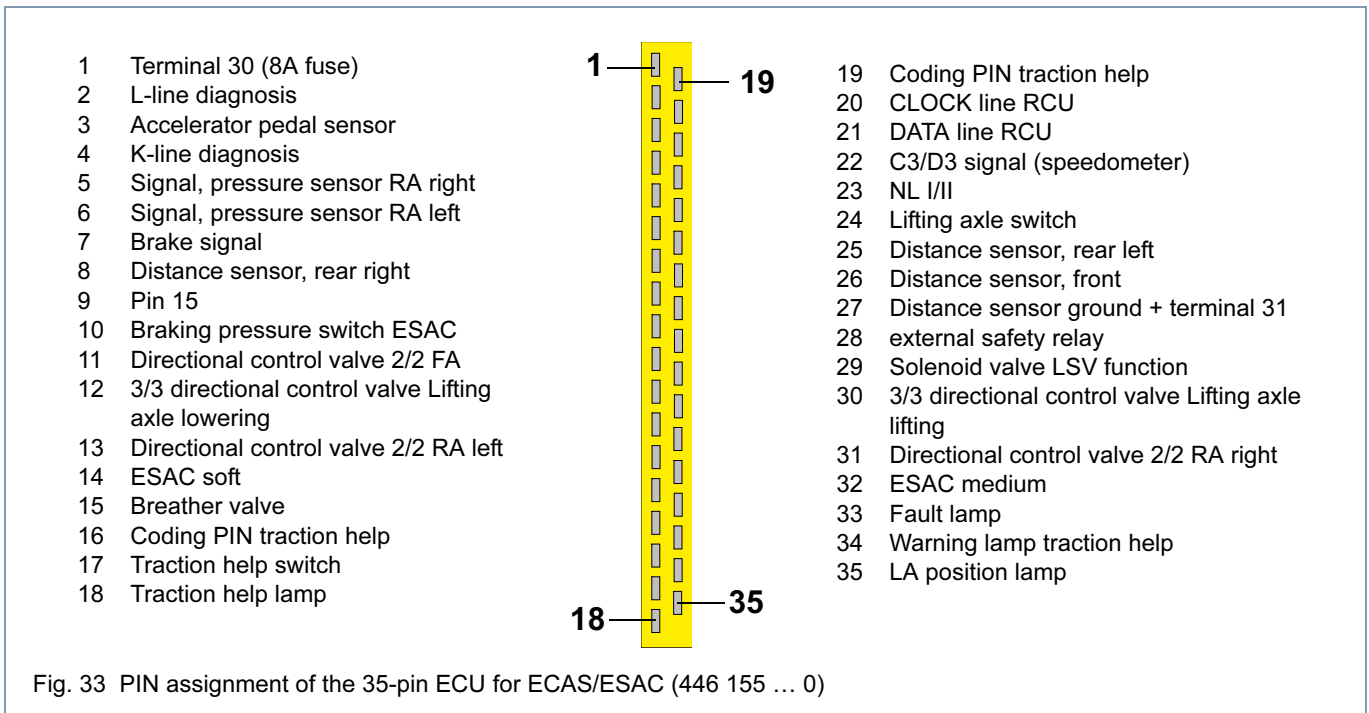 1 Terminal 30 (8A fuse)
2 L-line diagnosis
3 Accelerator pedal sensor
4 K-line diagnosis
5 Signal, pressure sensor RA right
6 Signal, pressure sensor RA left
7 Brake signal
8 Distance sensor, rear right
9 Pin 15
10 Braking pressure switch ESAC
11 Directional control valve 2/2 FA
12 3/3 directional control valve Lifting
axle lowering
13 Directional control valve 2/2 RA left
14 ESAC soft
15 Breather valve
16 Coding PIN traction help
17 Traction help switch
18 Traction help lamp
1
19
18
35
19 Coding PIN traction help
20 CLOCK line RCU
21 DATA line RCU
22 C3/D3 signal (speedometer)
23 NL I/II
24 Lifting axle switch
25 Distance sensor, rear left
26 Distance sensor, front
27 Distance sensor ground + terminal 31
28 external safety relay
29 Solenoid valve LSV function
30 3/3 directional control valve Lifting axle
lifting
31 Directional control valve 2/2 RA right
32 ESAC medium
33 Fault lamp
34 Warning lamp traction help
35 LA position lamp
Fig. 33 PIN assignment of the 35-pin ECU for ECAS/ESAC (446 155 … 0)